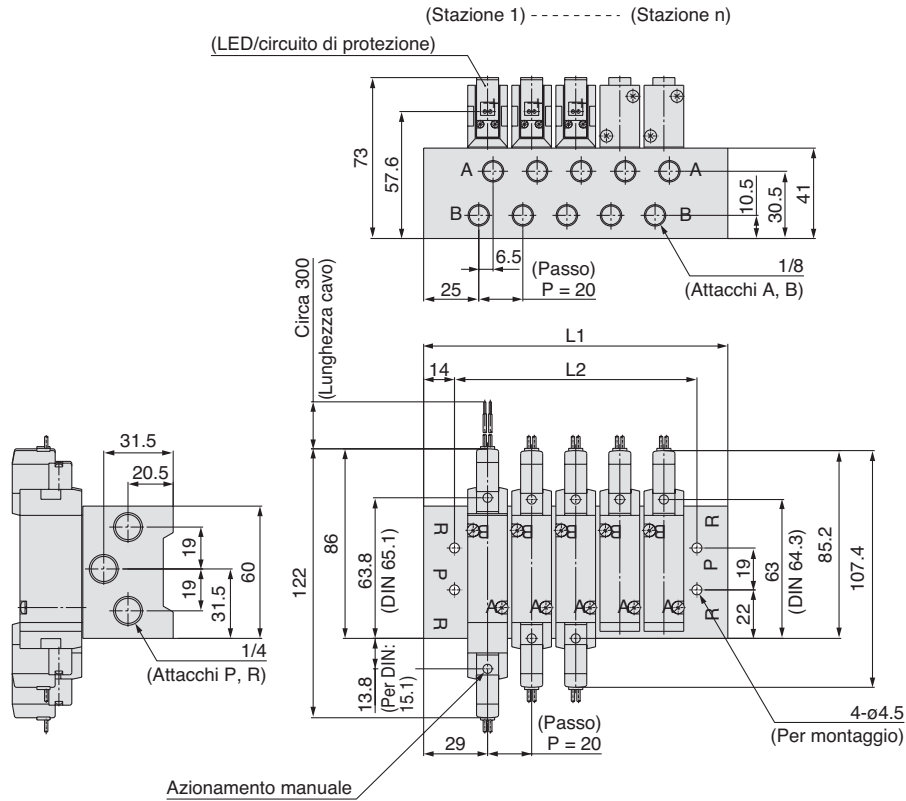 (Stazione 1) - - - - - - - - - (Stazione n)
(LED/circuito di protezione)
73
57.6
A
A
B
B
10.5
30.5
41
6.5
(Passo)
P = 20
25
1/8
(Attacchi A, B)
Circa 300
(Lunghezza cavo)
L1
14
L2
31.5
20.5
19
19
31.5
60
1/4
(Attacchi P, R)
122
86
63.8
(DIN 65.1)
13.8
(Per DIN:
15.1)
R
P
R
B
B
B
B
B
A
A
A
A
A
R
P
R
19
22
63
(DIN 64.3)
85.2
107.4
29
(Passo)
P = 20
4-ø4.5
(Per montaggio)
Azionamento manuale